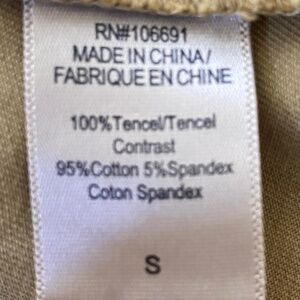 RN#106691
MADE IN CHINA/
FABRIQUE EN CHINE
100%Tencel/Tencel
Contrast
95%Cotton 5%Spandex
Coton Spandex
S